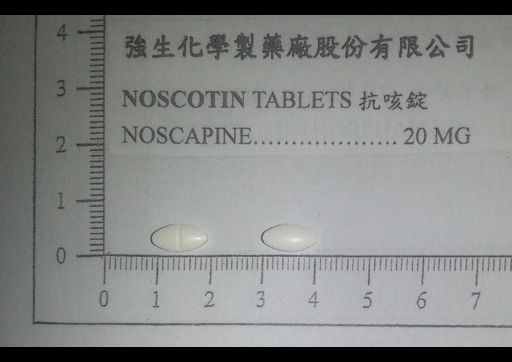 強生化學製藥廠股份有限公司
NOSCOTIN TABLETS 抗咳錠
NOSCAPINE.................. 20 MG
4
3
2
1
0
0 1 2 3 4 5 6 7